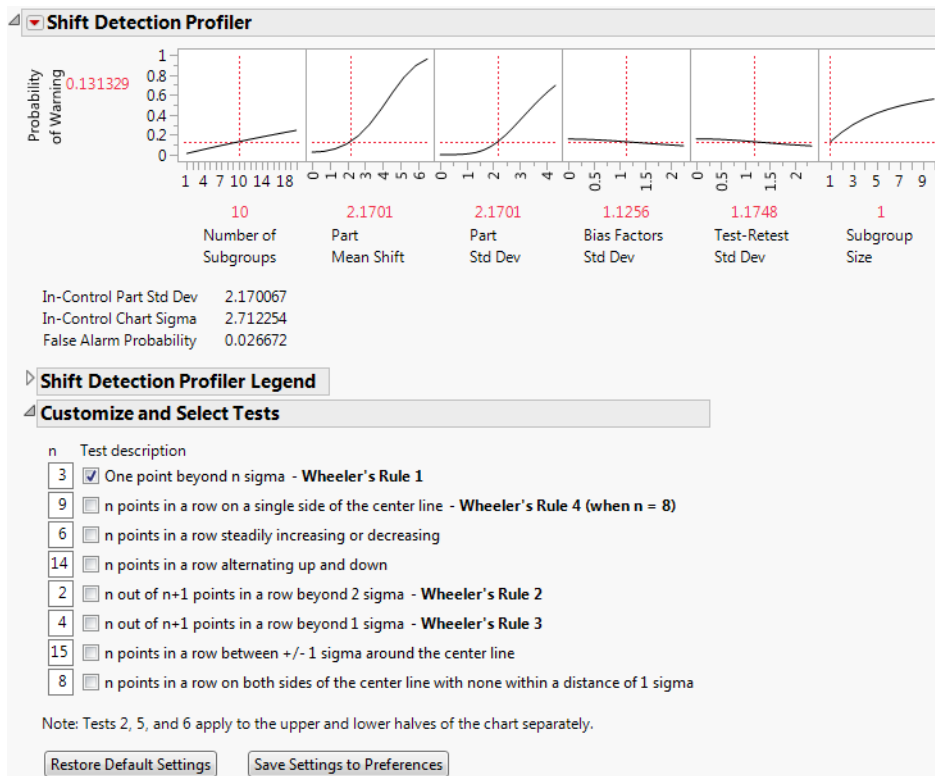 Shift Detection Profiler
Probability of Warning
0.131329
1
0.8
0.6
0.4
0.2
0
1 4 7 10 14 18
0 1 2 3 4 5 6
0 1 2 3 4
0 0.5 1 1.5 2
0 0.5 1 1.5 2
1 3 5 7 9
10 2.1701 2.1701 1.1256 1.1748 1
Number of Part Part Bias Factors Test-Retest Subgroup
Subgroups Mean Shift Std Dev Std Dev Std Dev Size
In-Control Part Std Dev 2.170067
In-Control Chart Sigma 2.712254
False Alarm Probability 0.026672
Shift Detection Profiler Legend
Customize and Select Tests
n Test description
3 One point beyond n sigma - Wheeler's Rule 1
9 n points in a row on a single side of the center line - Wheeler's Rule 4 (when n = 8)
6 n points in a row steadily increasing or decreasing
14 n points in a row alternating up and down
2 n out of n+1 points in a row beyond 2 sigma - Wheeler's Rule 2
4 n out of n+1 points in a row beyond 1 sigma - Wheeler's Rule 3
15 n points in a row between +/- 1 sigma around the center line
8 n points in a row on both sides of the center line with none within a distance of 1 sigma
Note: Tests 2, 5, and 6 apply to the upper and lower halves of the chart separately.
Restore Default Settings Save Settings to Preferences